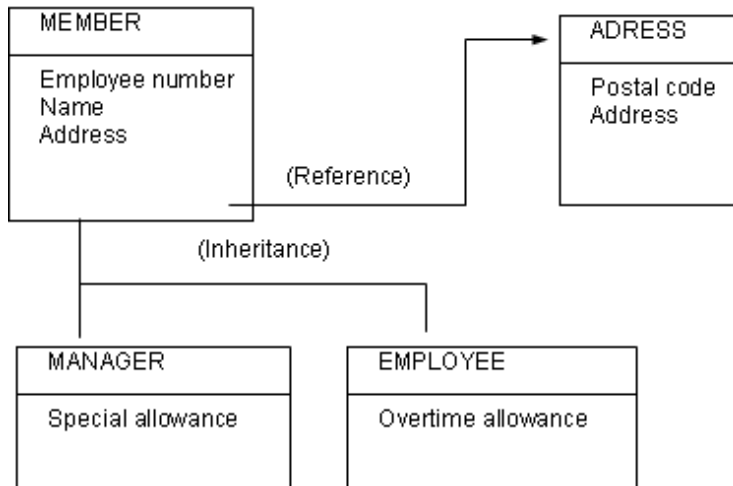 MEMBER
Employee number
Name
Address
ADRESS
Postal code
Address
(Reference)
(Inheritance)
MANAGER
Special allowance
EMPLOYEE
Overtime allowance